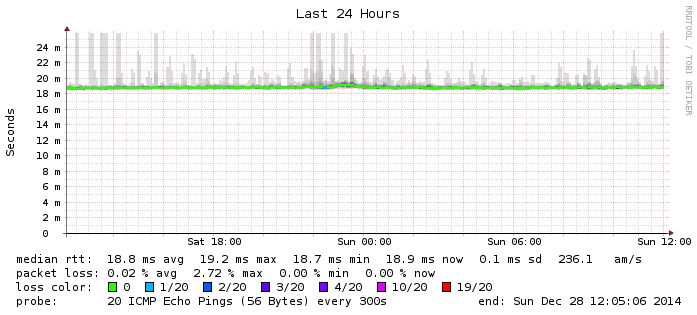 Last 24 Hours
RRDTOOL / TOBI OETIKER
Seconds
24 m
22 m
20 m
18 m
16 m
14 m
12 m
10 m
8 m
6 m
4 m
2 m
0
Sat 18:00 Sun 00:00 Sun 06:00 Sun 12:00
median rtt: 18.8 ms avg 19.2 ms max 18.7 ms min 18.9 ms now 0.1 ms sd 236.1 am/s
packet loss: 0.02 % avg 2.72 % max 0.00 % min 0.00 % now
loss color: 0 1/20 2/20 3/20 4/20 10/20 19/20
probe: 20 ICMP Echo Pings (56 Bytes) every 300s end: Sun Dec 28 12:05:06 2014